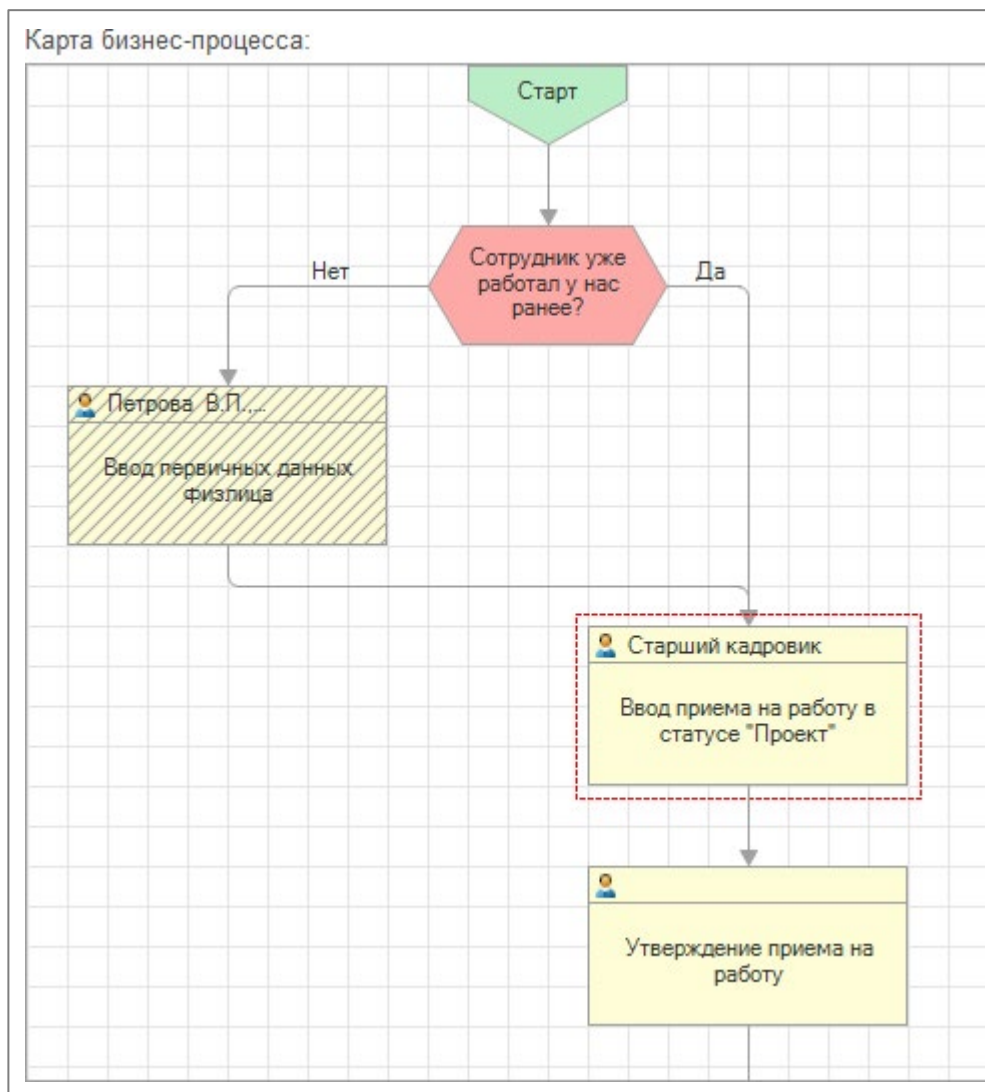 Карта бизнес-процесса:
Старт
Сотрудник уже
работал у нас
ранее?
Нет
Да
Петрова В.П.,...
Ввод первичных данных
физлица
Старший кадровик
Ввод приема на работу в
статусе "Проект"
Утверждение приема на
работу